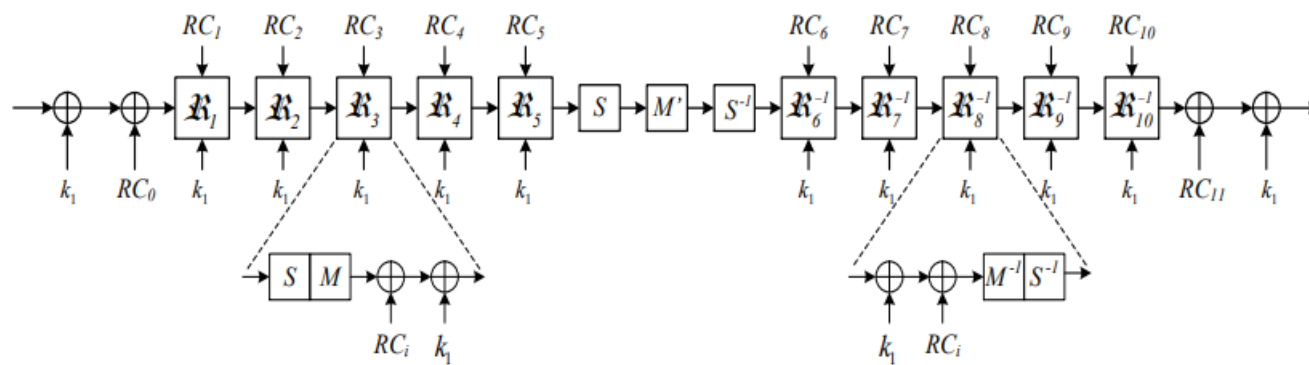 RC₁ RC₂ RC₃ RC₄ RC₅ RC₆ RC₇ RC₈ RC₉ RC₁₀
𝕽₁ 𝕽₂ 𝕽₃ 𝕽₄ 𝕽₅ S M' S⁻¹ 𝕽₆⁻¹ 𝕽₇⁻¹ 𝕽₈⁻¹ 𝕽₉⁻¹ 𝕽₁₀⁻¹
k₁ RC₀ k₁ k₁ k₁ k₁ k₁ k₁ k₁ k₁ k₁ k₁ RC₁₁ k₁
S M M⁻¹ S⁻¹
RCᵢ k₁ k₁ RCᵢ